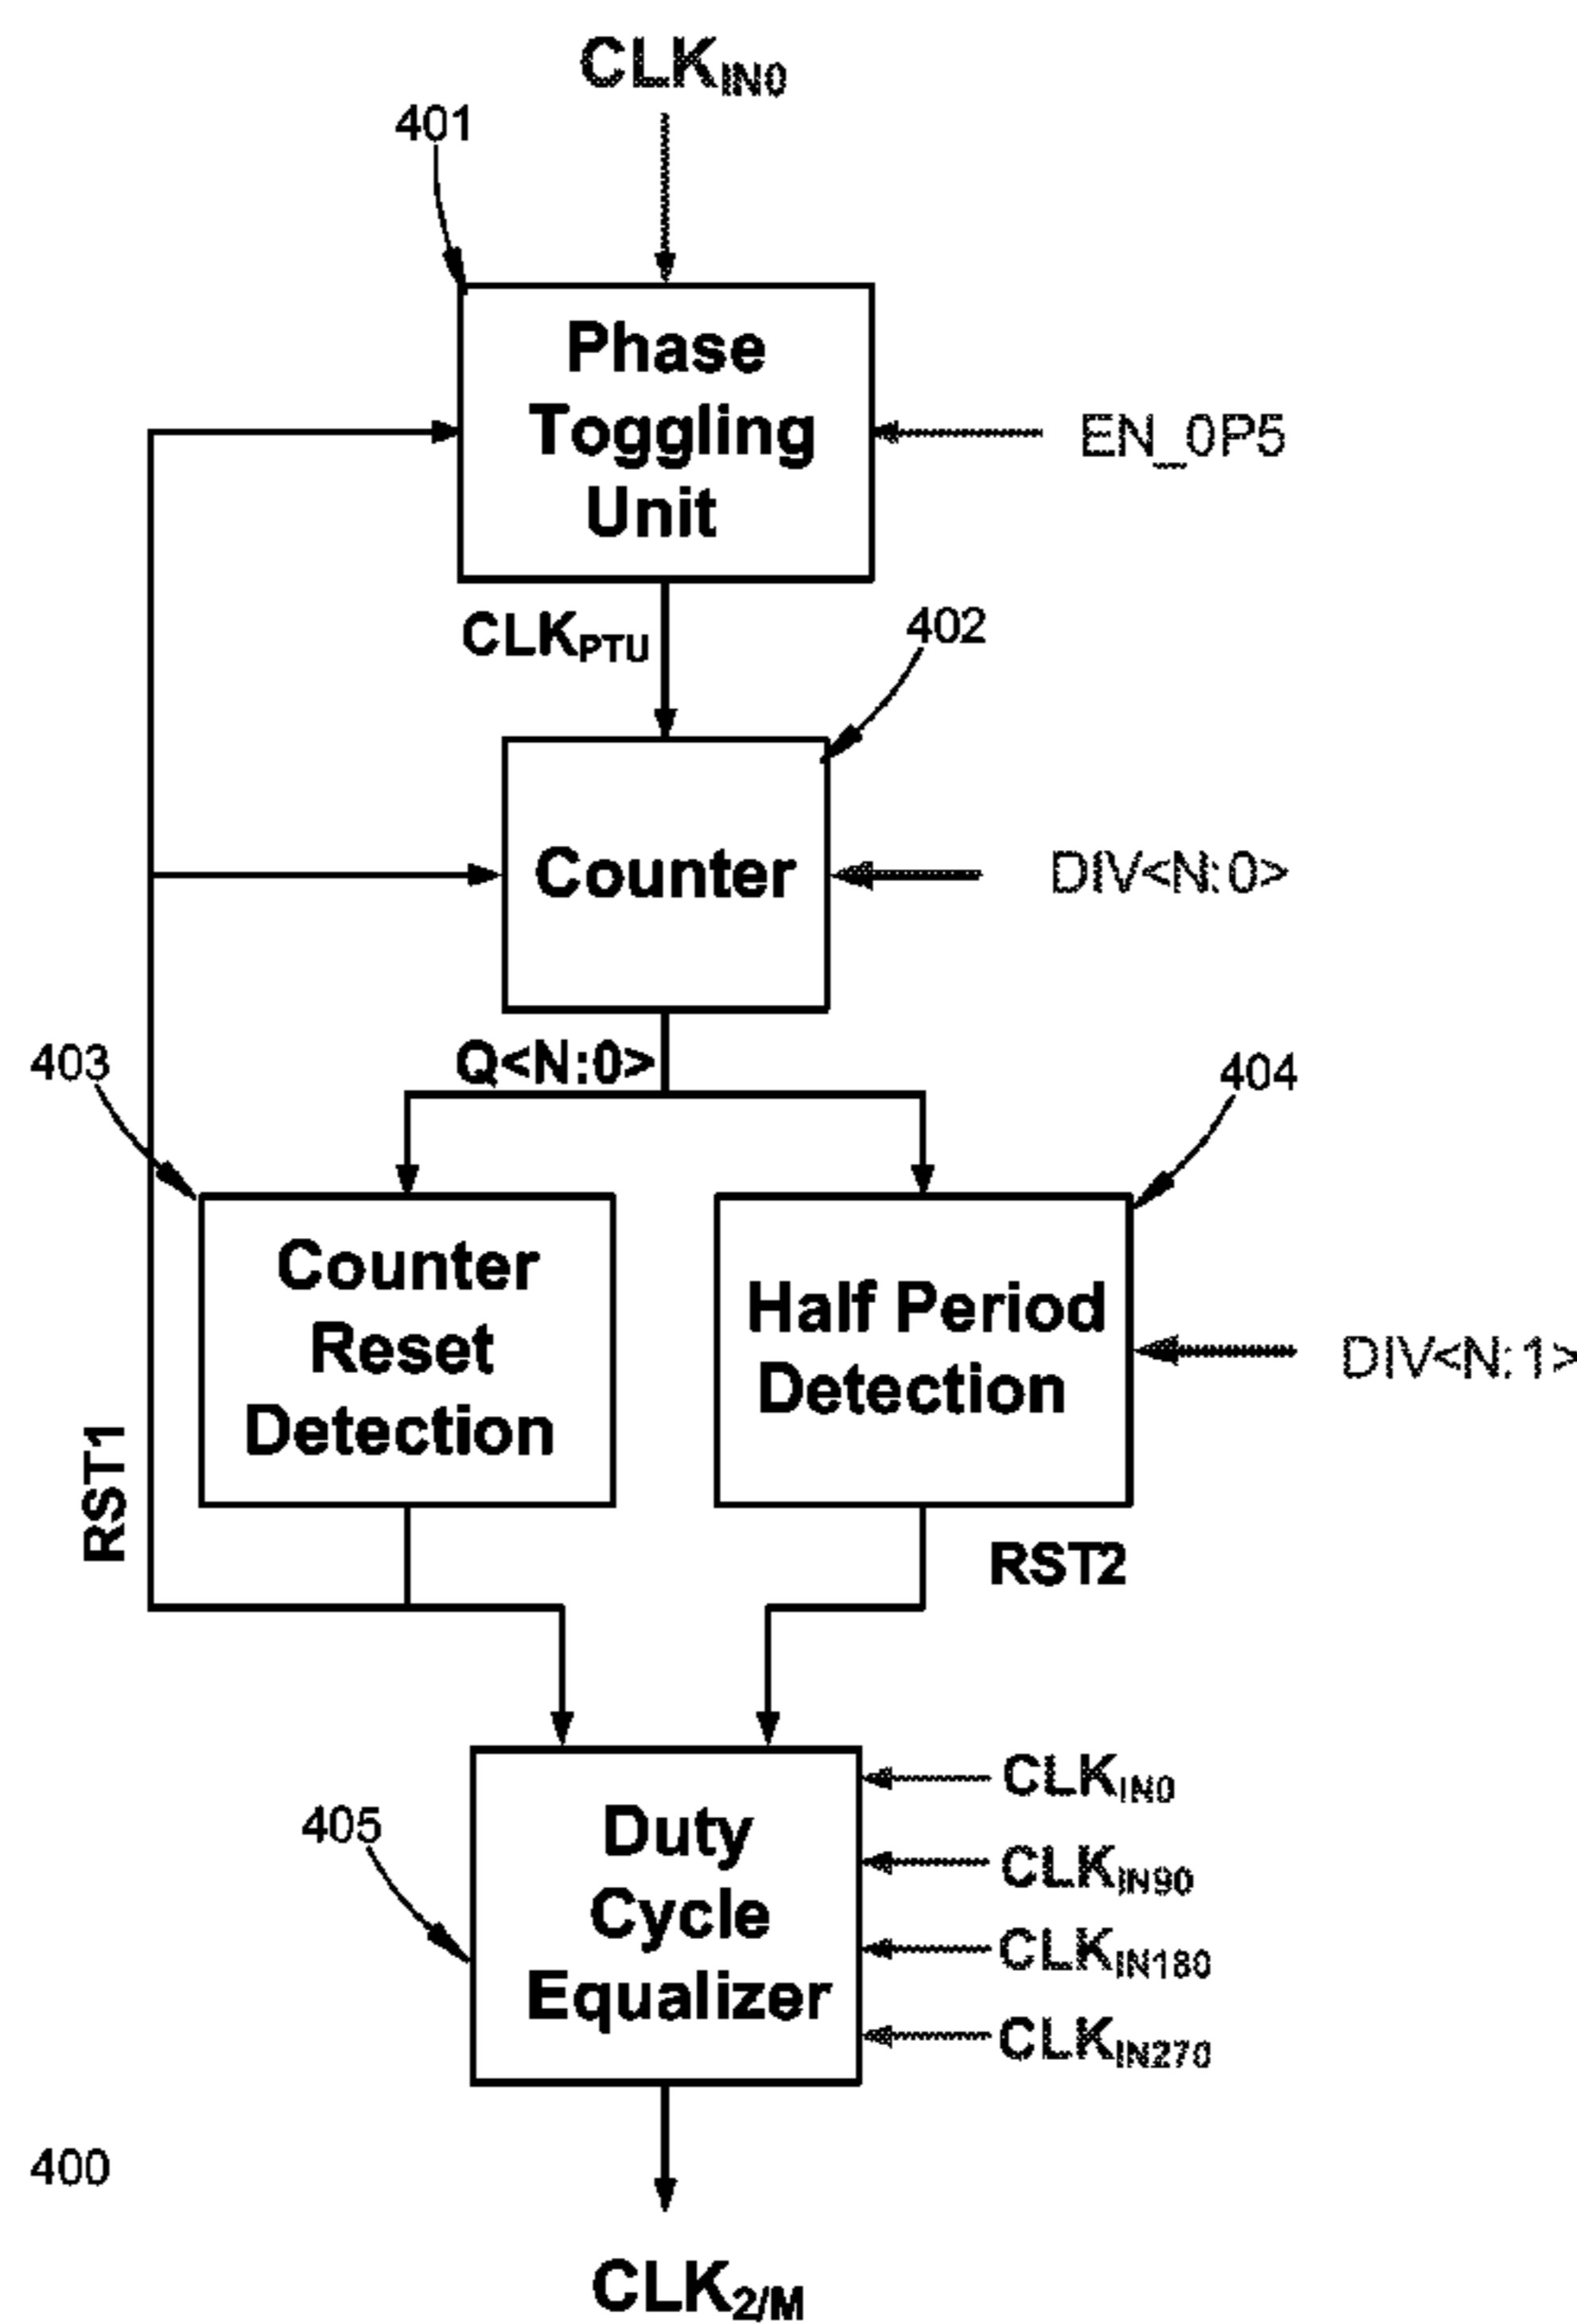 CLKIN0
401
Phase
Toggling
Unit
EN_0P5
CLKPTU
402
Counter
DIV<N:0>
Q<N:0>
403
404
Counter
Reset
Detection
Half Period
Detection
DIV<N:1>
RST1
RST2
405
Duty
Cycle
Equalizer
CLKIN0
CLKIN90
CLKIN180
CLKIN270
400
CLK2/M